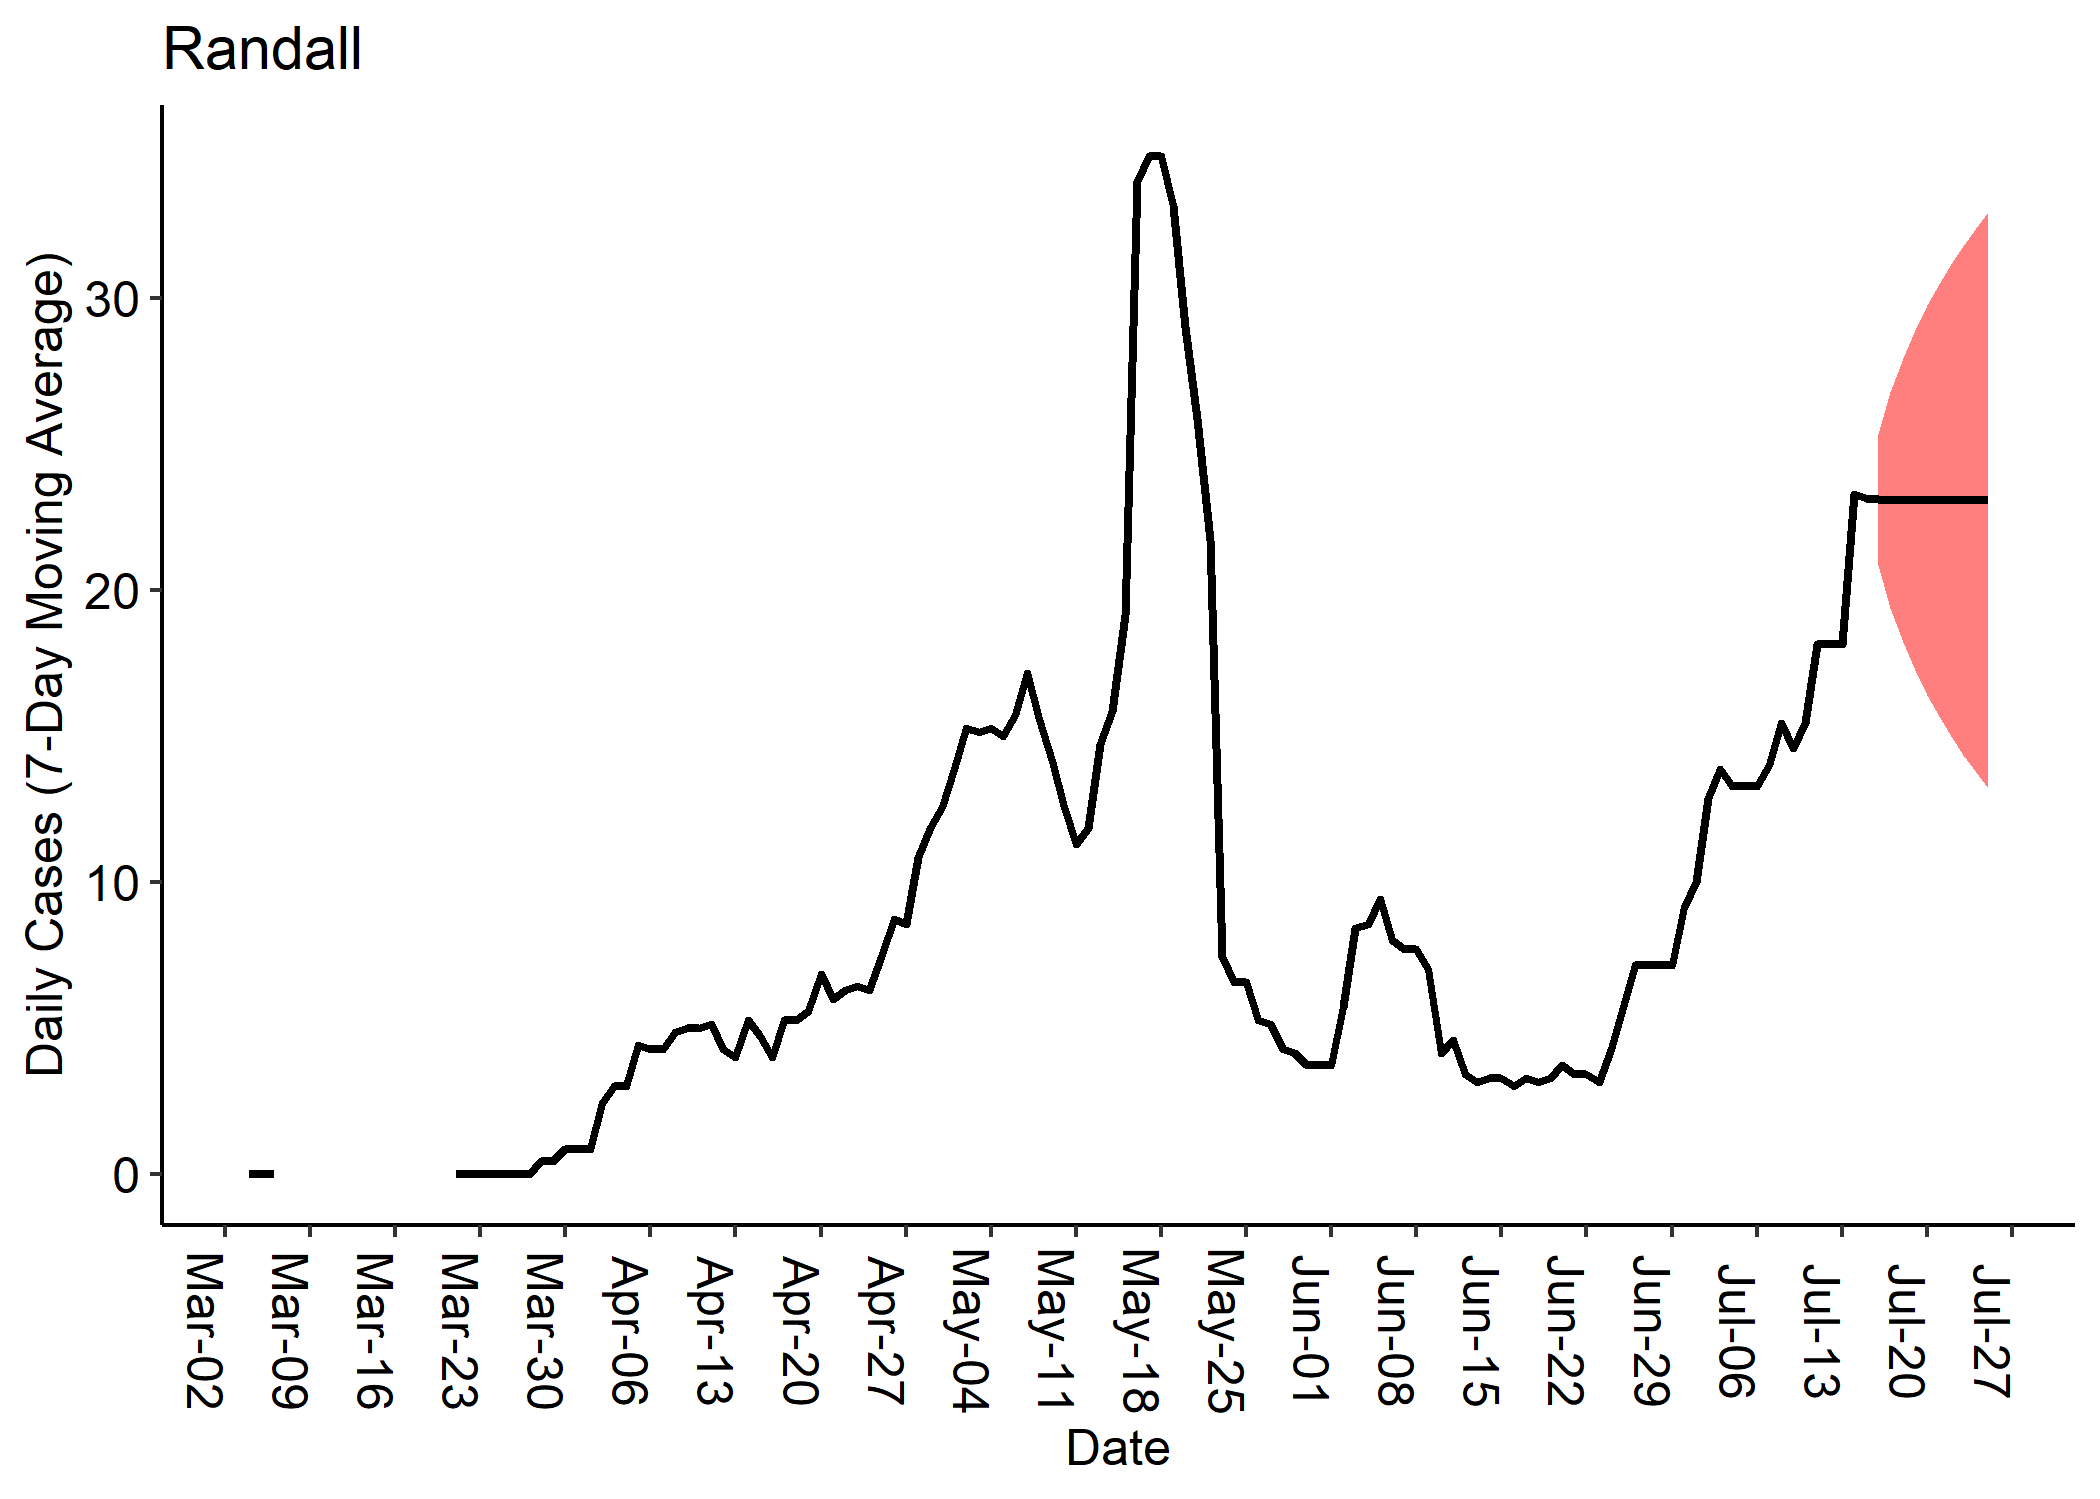 Randall
Daily Cases (7-Day Moving Average)
30
20
10
0
Mar-02
Mar-09
Mar-16
Mar-23
Mar-30
Apr-06
Apr-13
Apr-20
Apr-27
May-04
May-11
May-18
May-25
Jun-01
Jun-08
Jun-15
Jun-22
Jun-29
Jul-06
Jul-13
Jul-20
Jul-27
Date